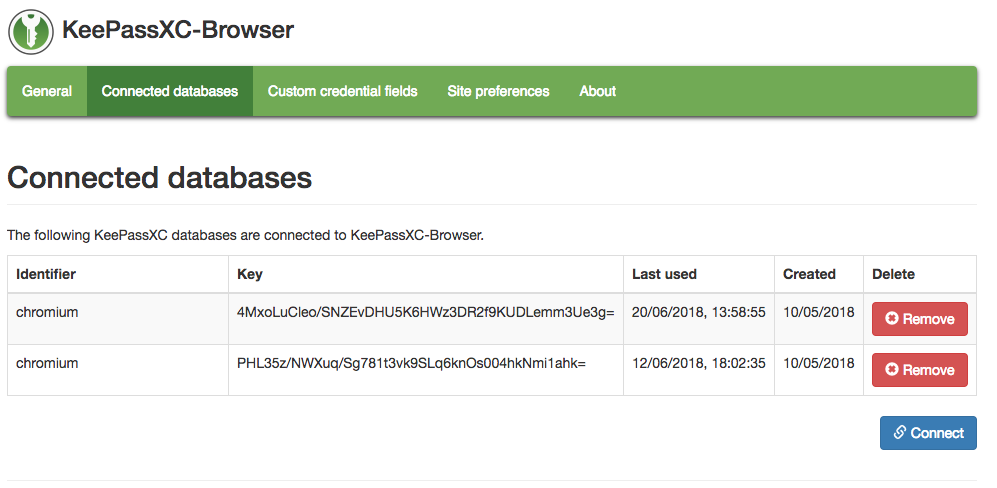 KeePassXC-Browser
General Connected databases Custom credential fields Site preferences About
Connected databases
The following KeePassXC databases are connected to KeePassXC-Browser.
Identifier Key Last used Created Delete
chromium 4MxoLuCleo/SNZEvDHU5K6HWz3DR2f9KUDLemm3Ue3g= 20/06/2018, 13:58:55 10/05/2018 Remove
chromium PHL35z/NWXuq/Sg781t3vk9SLq6knOs004hkNmi1ahk= 12/06/2018, 18:02:35 10/05/2018 Remove
Connect